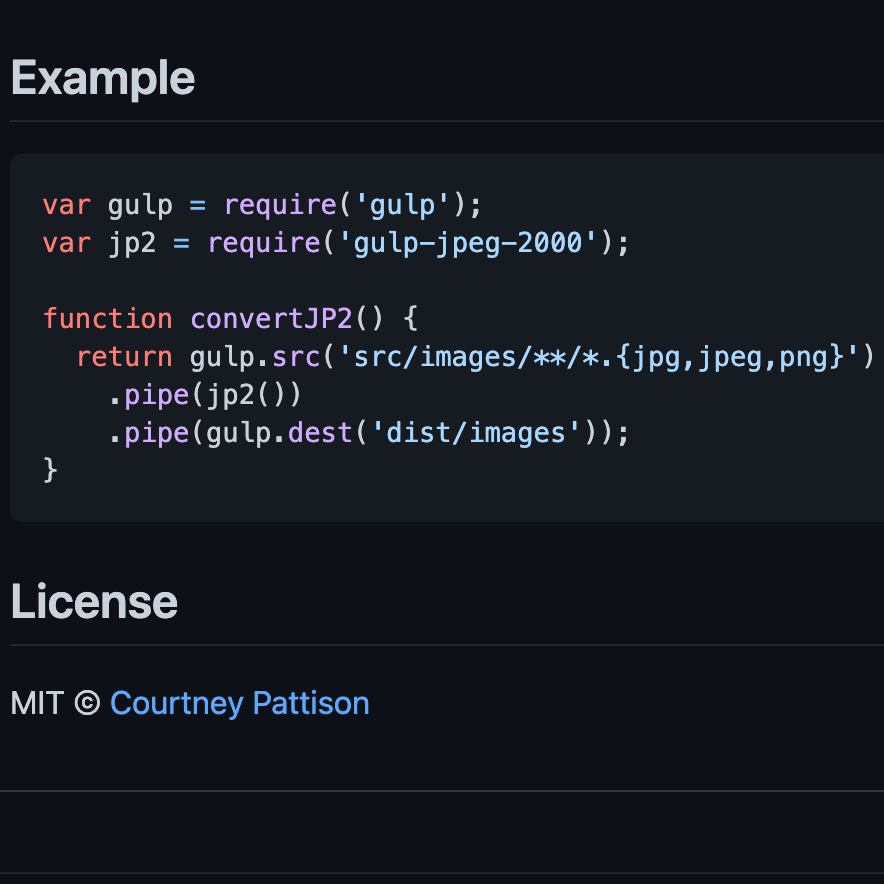 Example
var gulp = require('gulp');
var jp2 = require('gulp-jpeg-2000');
function convertJP2() {
  return gulp.src('src/images/**/*.{jpg,jpeg,png}')
    .pipe(jp2())
    .pipe(gulp.dest('dist/images'));
}
License
MIT © Courtney Pattison